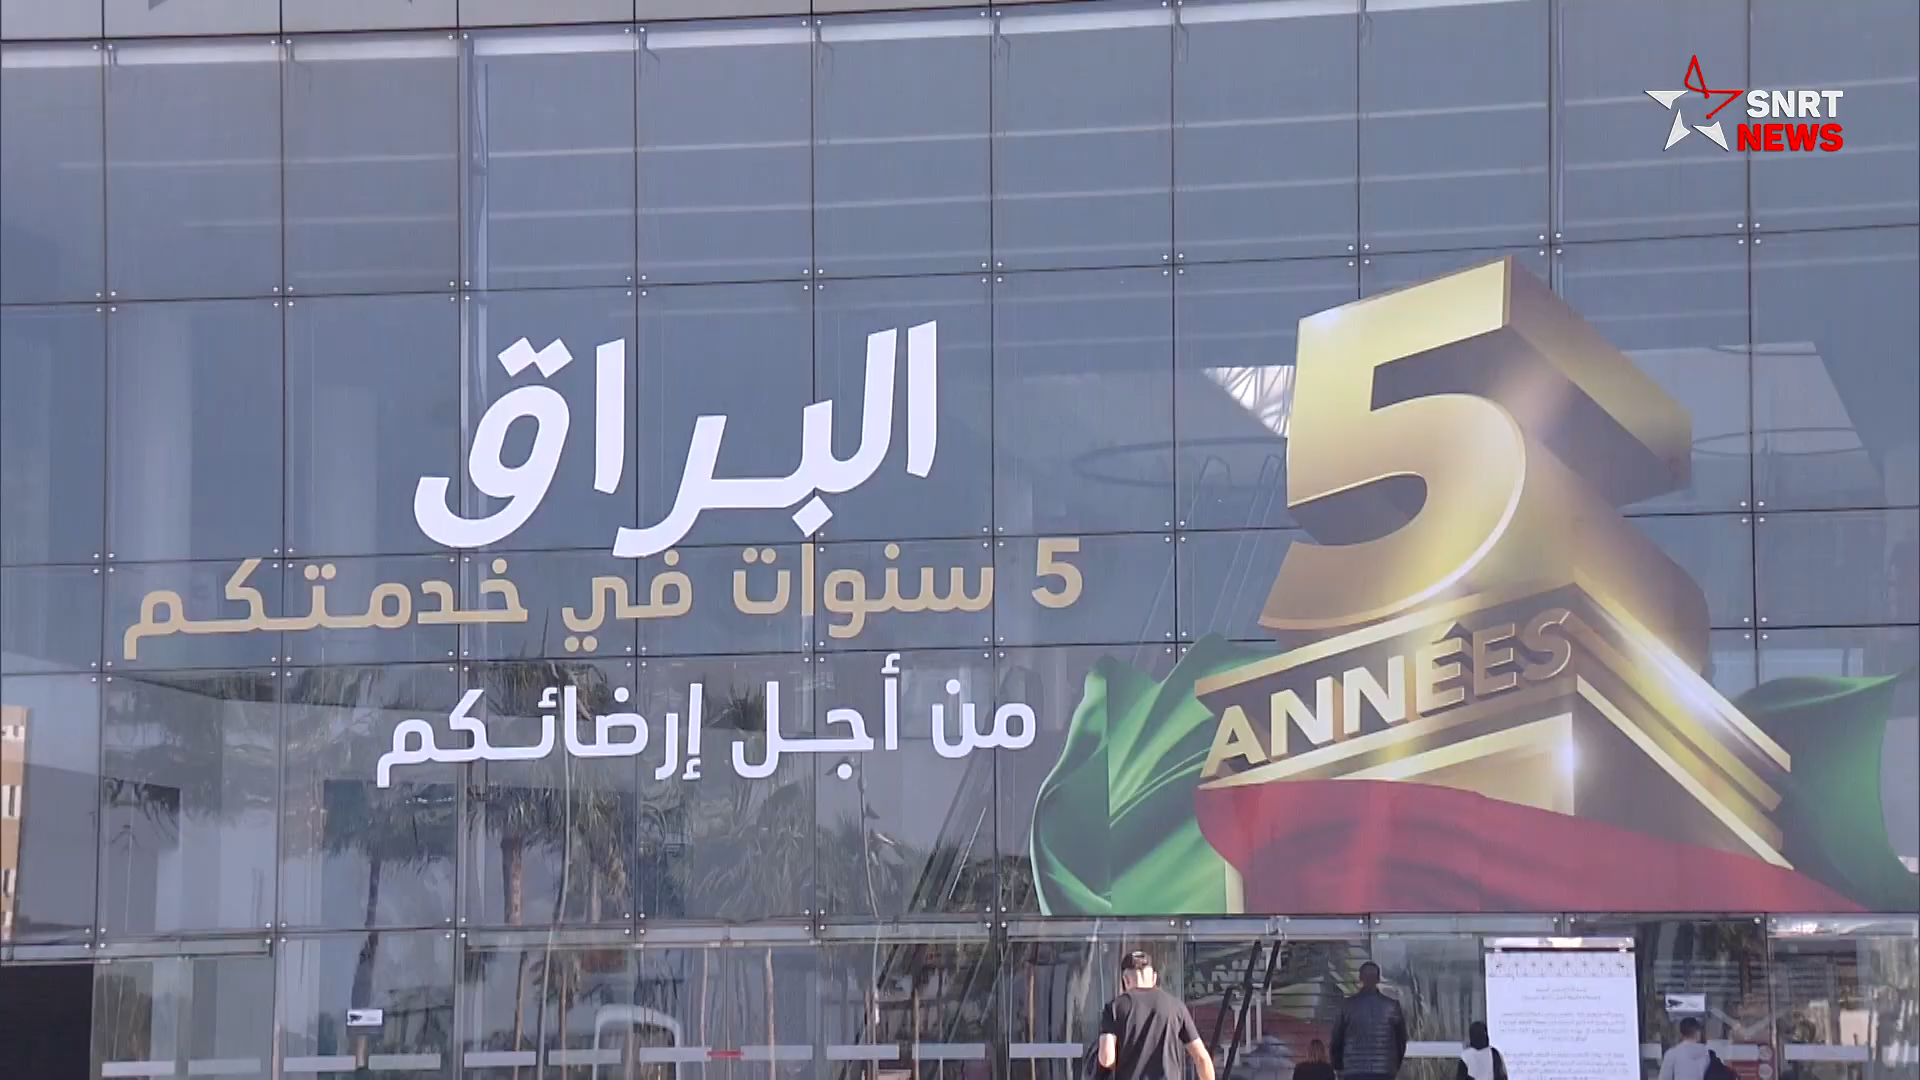 SNRT
NEWS
البراق
5 سنوات في خدمتكم
من أجل إرضائكم
5
ANNÉES